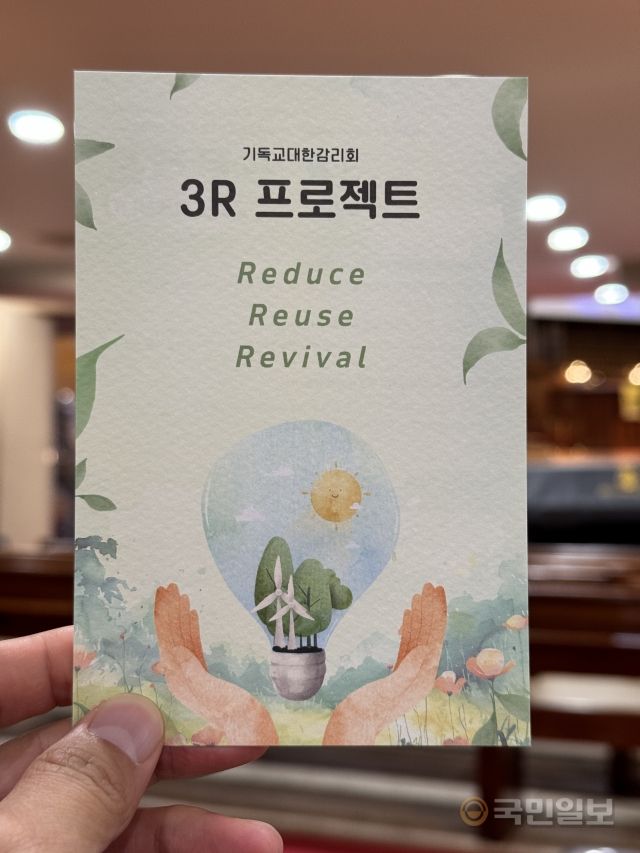 기독교대한감리회
3R 프로젝트
Reduce
Reuse
Revival
국민일보